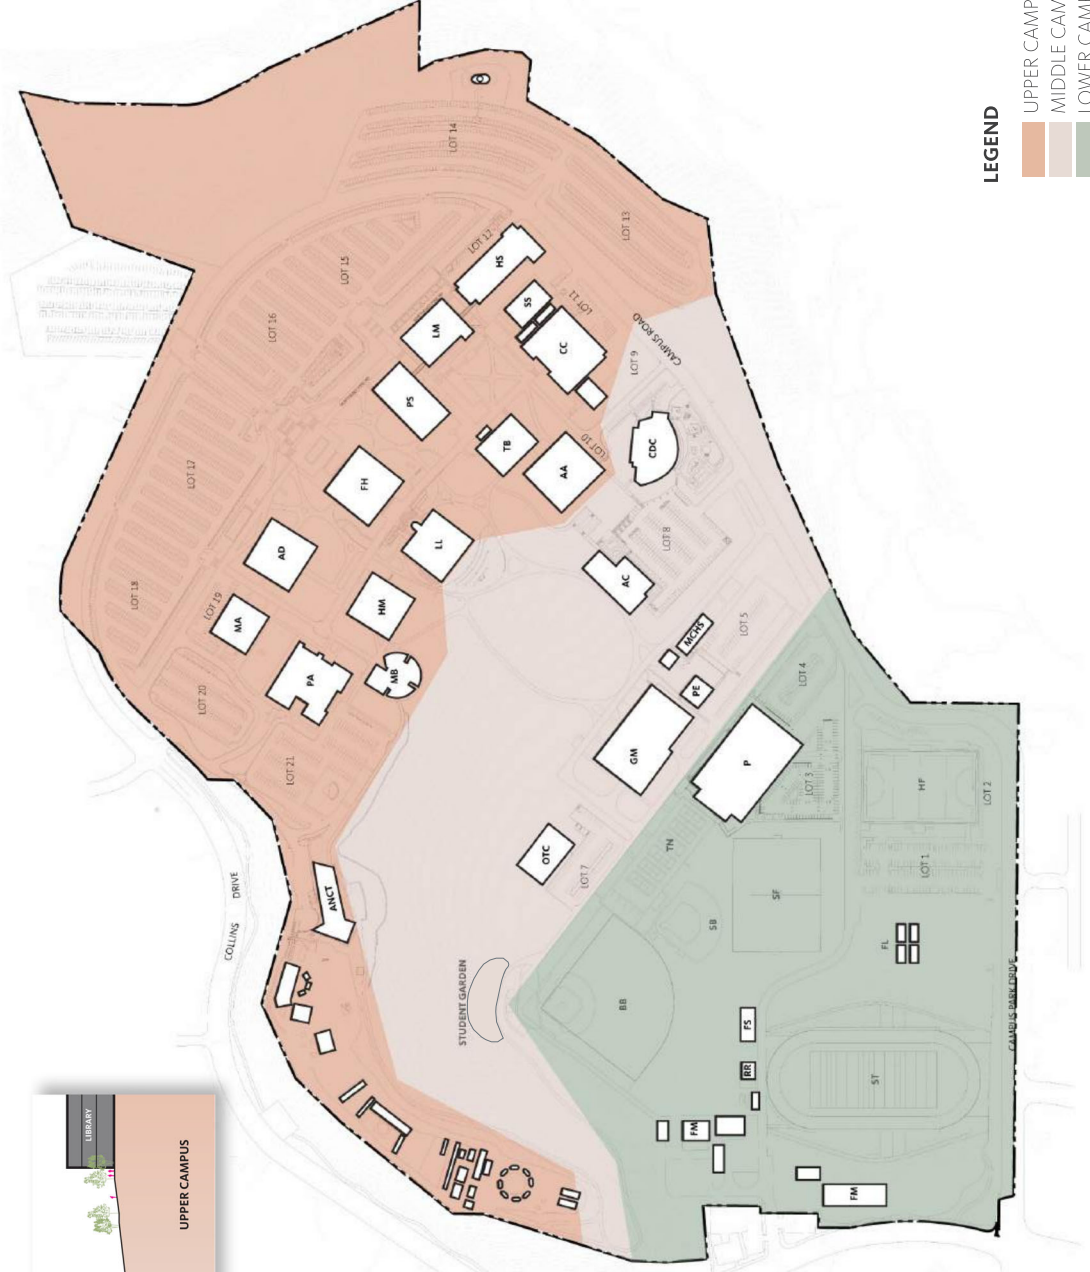 LEGEND
UPPER CAMP
MIDDLE CAM
LOWER CAM
LOT 14
LOT 13
LOT 12
LOT 15
LOT 16
LOT 17
LOT 18
LOT 19
LOT 20
LOT 21
HS
SS
LOT 11
LM
CC
PS
TB
AA
LOT 10
FH
LL
AD
HM
MA
PA
MB
CAMPUS ROAD
LOT 9
CDC
LOT 8
AC
MCHS
LOT 5
PE
GM
LOT 4
P
LOT 3
OTC
LOT 7
TN
HF
LOT 2
LOT 1
SF
SB
FL
BB
FS
RR
ST
FM
FM
CAMPUS PARK DRIVE
STUDENT GARDEN
ANCT
COLLINS DRIVE
LIBRARY
UPPER CAMPUS